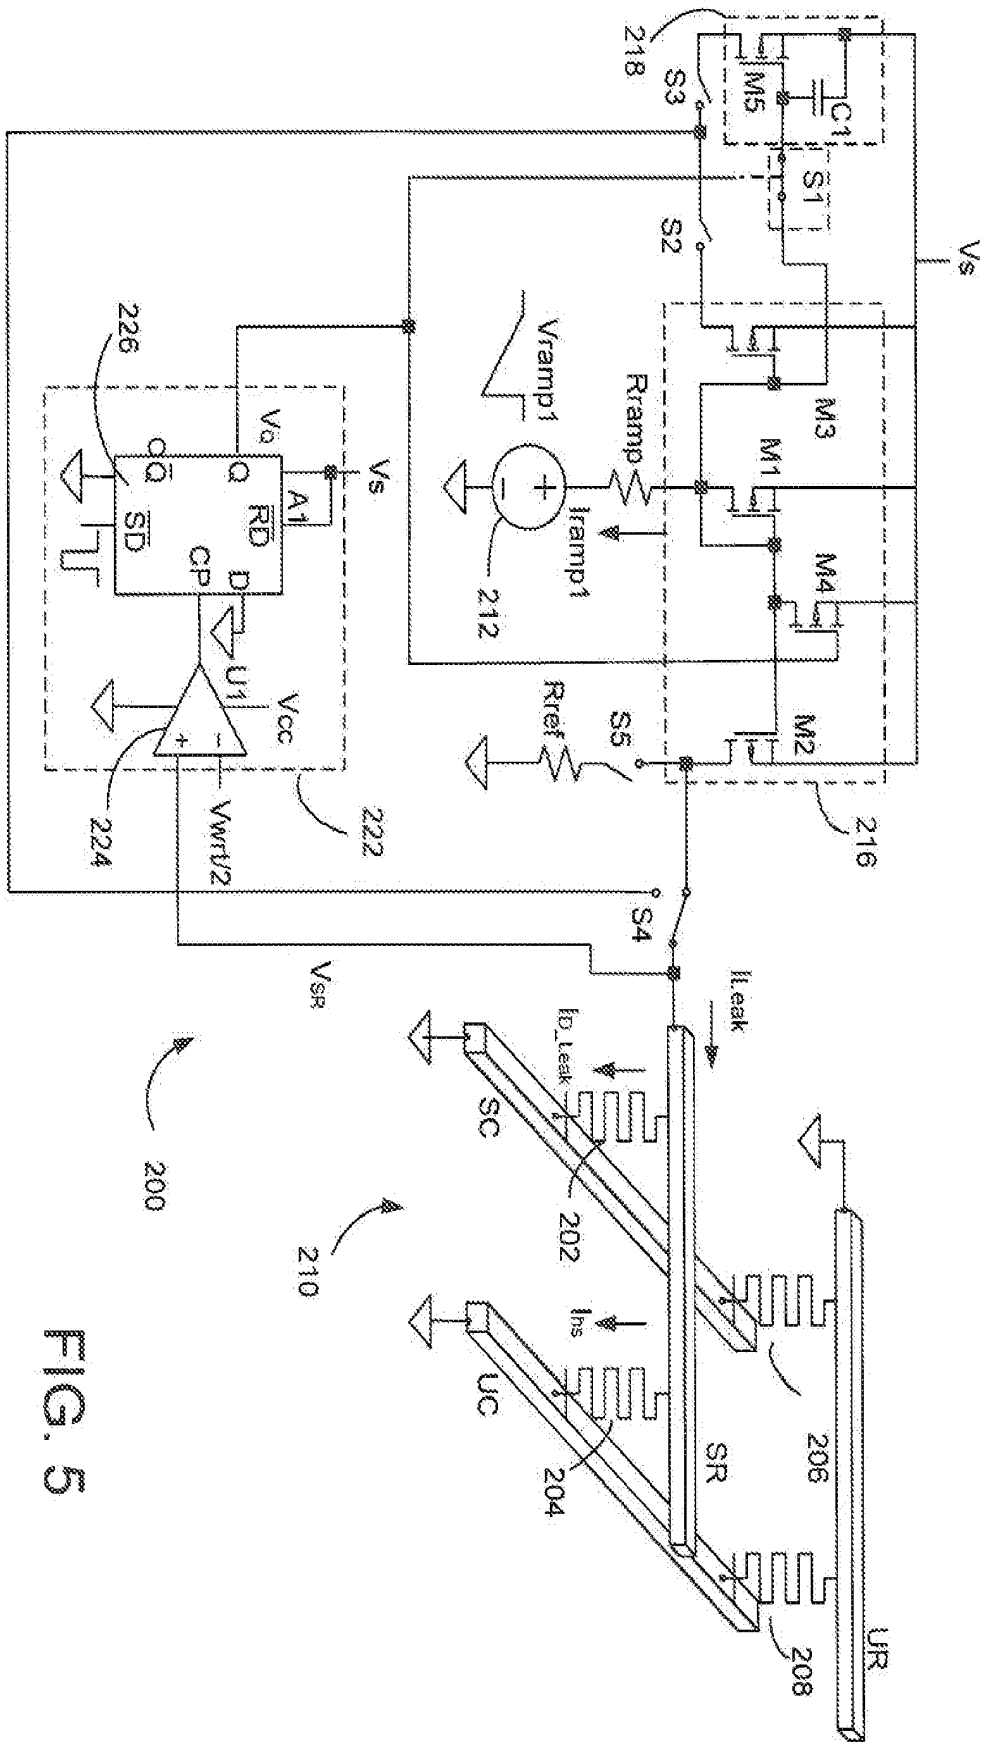 218
M5
C1
S3
S1
S2
Vs
216
M3
M1
M4
M2
Vramp1
Rramp
Iramp1
212
+
−
S5
Rref
S4
226
VQ
Vs
Q
Q
A1
RD
SD
CP
D
U1
Vcc
+
−
Vwrt/2
224
222
VSR
ILeak
ID_Leak
SC
202
200
210
Ihs
UC
204
SR
206
208
UR
FIG. 5